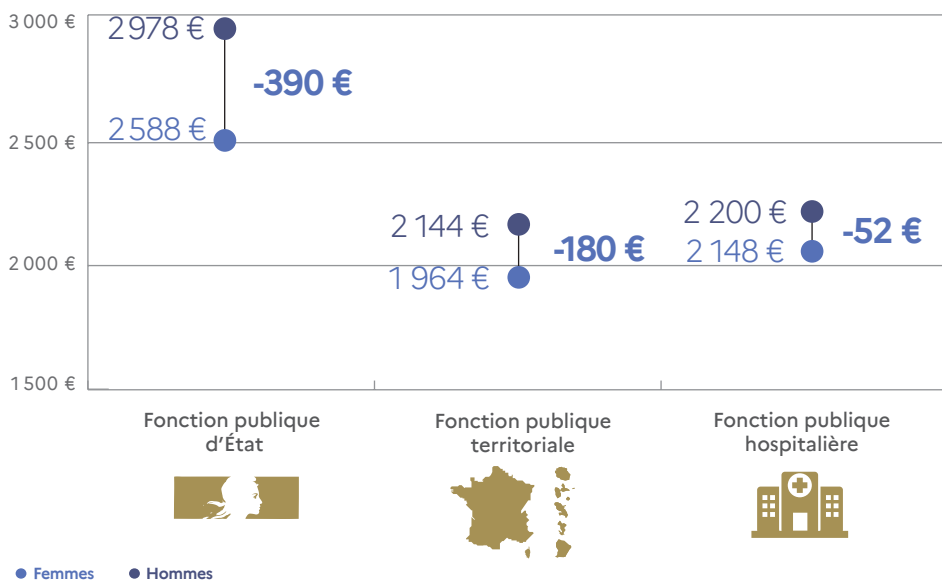 3 000 €
2 978 €
-390 €
2 588 €
2 500 €
2 144 €
-180 €
1 964 €
2 200 €
-52 €
2 148 €
2 000 €
1 500 €
Fonction publique
d'État
Fonction publique
territoriale
Fonction publique
hospitalière
Femmes
Hommes